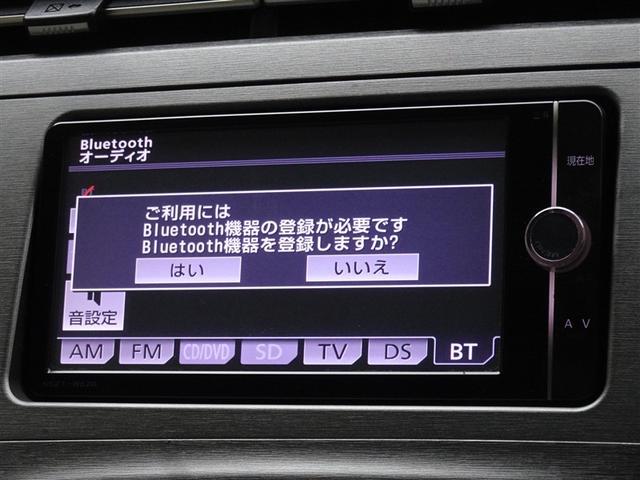 Bluetooth
オーディオ
現在地
ご利用には
Bluetooth機器の登録が必要です
Bluetooth機器を登録しますか?
はい いいえ
音設定
A V
AM FM CD/DVD SD TV DS BT